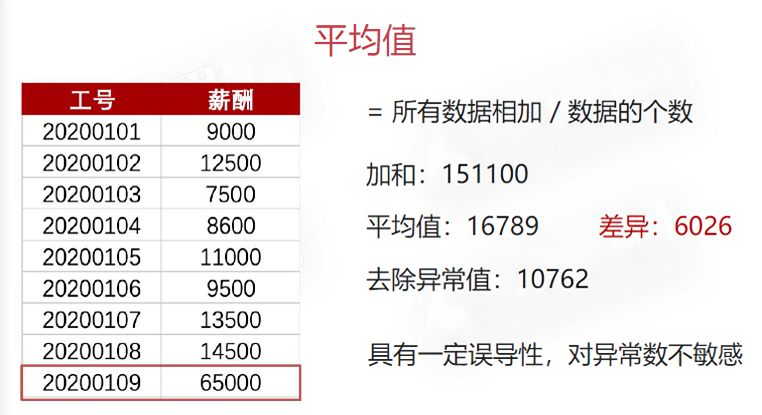 平均值
工号 薪酬
20200101 9000
20200102 12500
20200103 7500
20200104 8600
20200105 11000
20200106 9500
20200107 13500
20200108 14500
20200109 65000
= 所有数据相加 / 数据的个数
加和：151100
平均值：16789 差异：6026
去除异常值：10762
具有一定误导性，对异常数不敏感